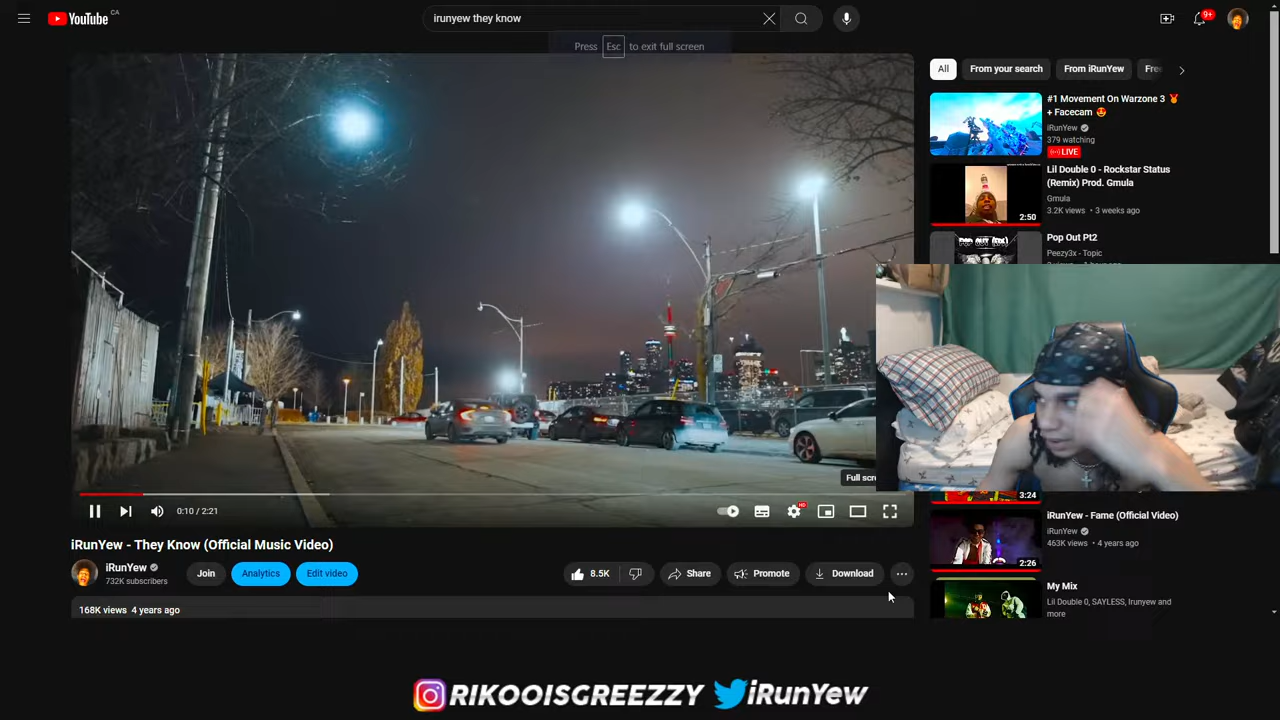 YouTube CA
irunyew they know
9+
Press Esc to exit full screen
All
From your search
From iRunYew
#1 Movement On Warzone 3
+ Facecam
iRunYew
379 watching
LIVE
Lil Double 0 - Rockstar Status
(Remix) Prod. Gmula
Gmula
3.2K views • 3 weeks ago
2:50
Pop Out Pt2
Peezy3x - Topic
0:10 / 2:21
HD
iRunYew - They Know (Official Music Video)
iRunYew
732K subscribers
Join
Analytics
Edit video
8.5K
Share
Promote
Download
168K views 4 years ago
3:24
iRunYew - Fame (Official Video)
iRunYew
463K views • 4 years ago
2:26
My Mix
Lil Double 0, SAYLESS, Irunyew and
more
RIKOOISGREEZZY iRunYew